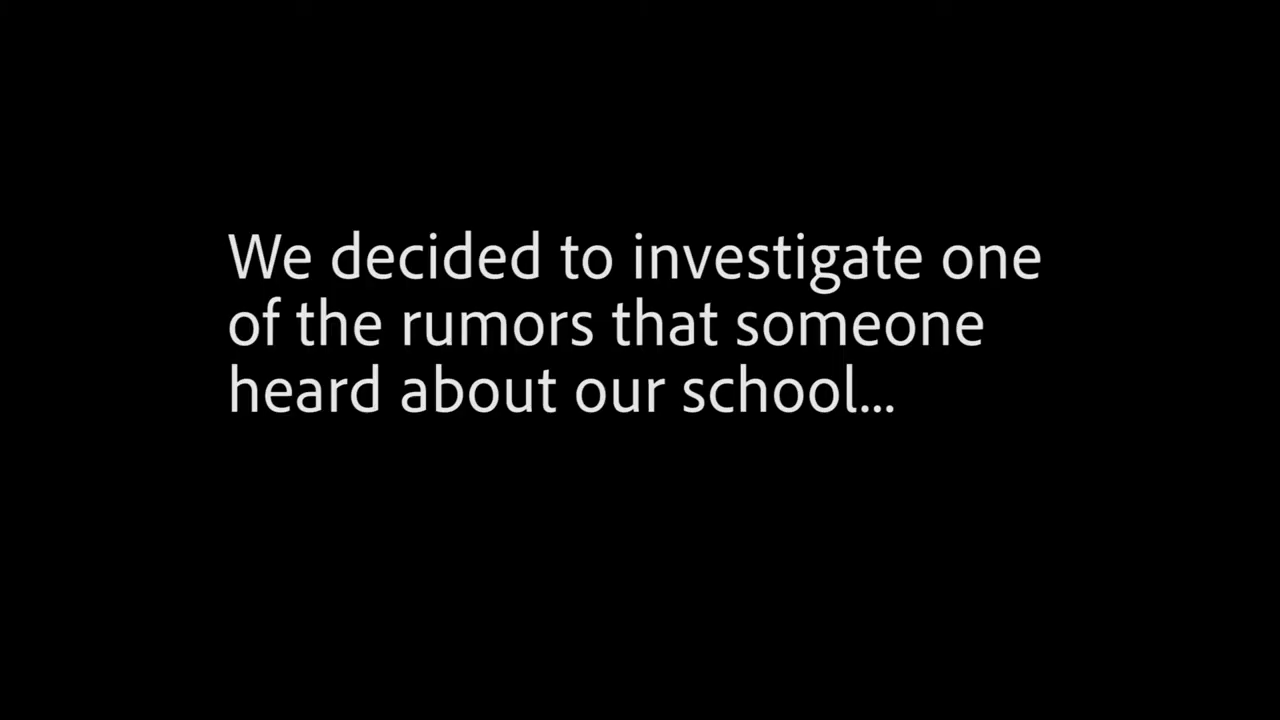 We decided to investigate one
of the rumors that someone
heard about our school...